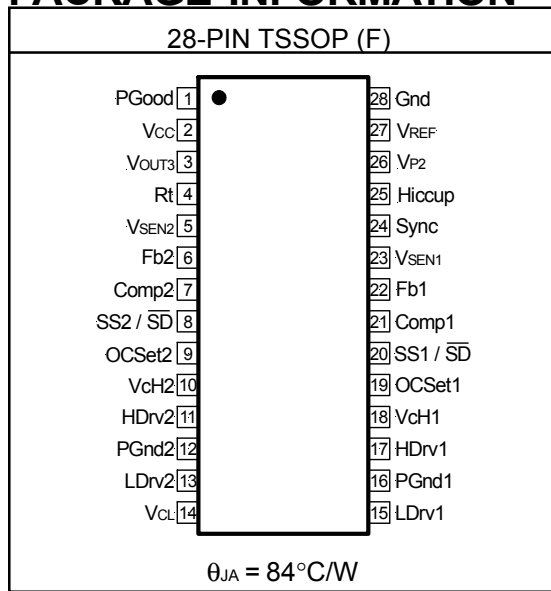 PACKAGE INFORMATION
28-PIN TSSOP (F)
PGood 1
VCC 2
VOUT3 3
Rt 4
VSEN2 5
Fb2 6
Comp2 7
SS2 / S̅D̅ 8
OCSet2 9
VcH2 10
HDrv2 11
PGnd2 12
LDrv2 13
VCL 14
28 Gnd
27 VREF
26 VP2
25 Hiccup
24 Sync
23 VSEN1
22 Fb1
21 Comp1
20 SS1 / S̅D̅
19 OCSet1
18 VcH1
17 HDrv1
16 PGnd1
15 LDrv1
θJA = 84°C/W